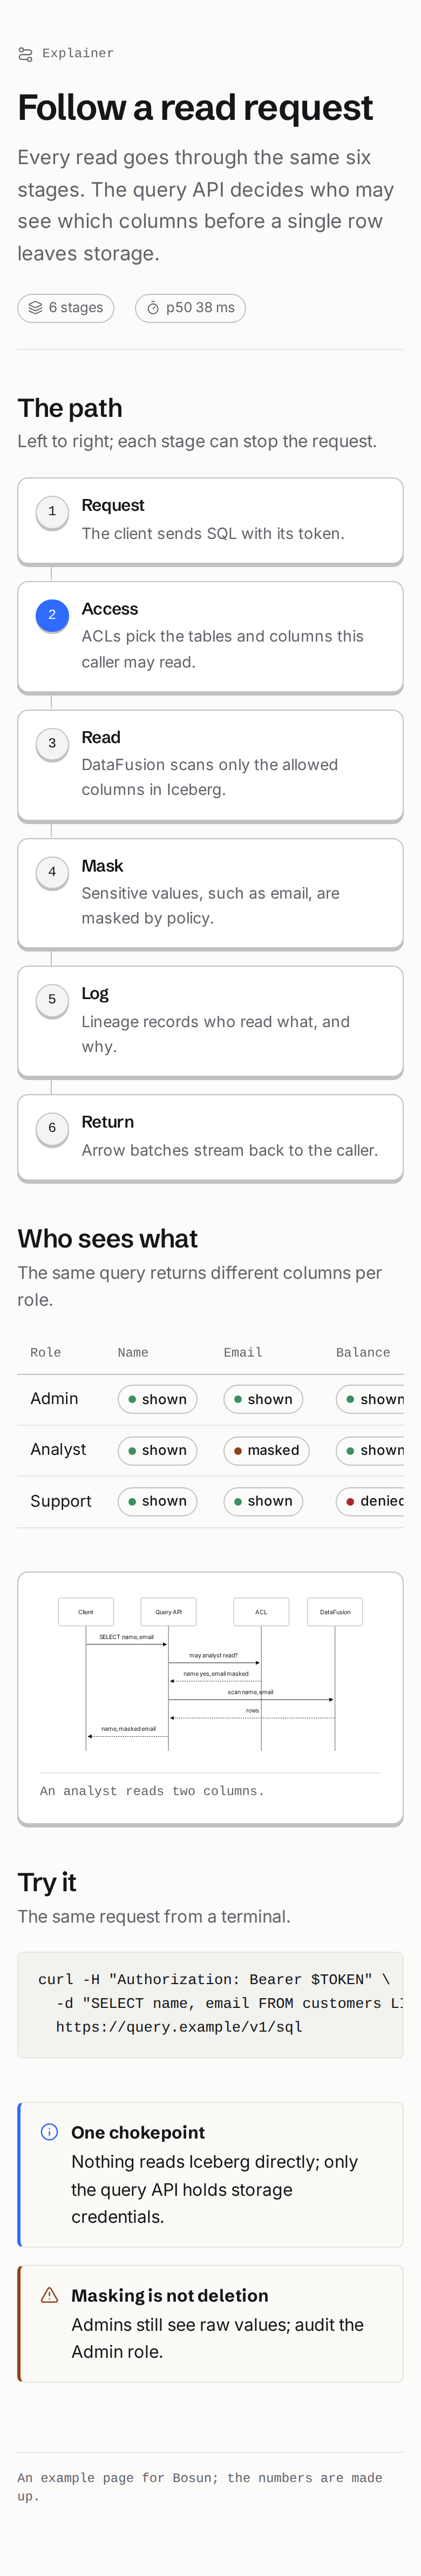 Explainer
Follow a read request
Every read goes through the same six
stages. The query API decides who may
see which columns before a single row
leaves storage.
6 stages
p50 38 ms
The path
Left to right; each stage can stop the request.
1
Request
The client sends SQL with its token.
2
Access
ACLs pick the tables and columns this
caller may read.
3
Read
DataFusion scans only the allowed
columns in Iceberg.
4
Mask
Sensitive values, such as email, are
masked by policy.
5
Log
Lineage records who read what, and
why.
6
Return
Arrow batches stream back to the caller.
Who sees what
The same query returns different columns per
role.
Role Name Email Balance
Admin shown shown shown
Analyst shown masked shown
Support shown shown denied
Client Query API ACL DataFusion
SELECT name, email
may analyst read?
name yes, email masked
scan name, email
rows
name, masked email
An analyst reads two columns.
Try it
The same request from a terminal.
curl -H "Authorization: Bearer $TOKEN" \
-d "SELECT name, email FROM customers LI
https://query.example/v1/sql
One chokepoint
Nothing reads Iceberg directly; only
the query API holds storage
credentials.
Masking is not deletion
Admins still see raw values; audit the
Admin role.
An example page for Bosun; the numbers are made
up.